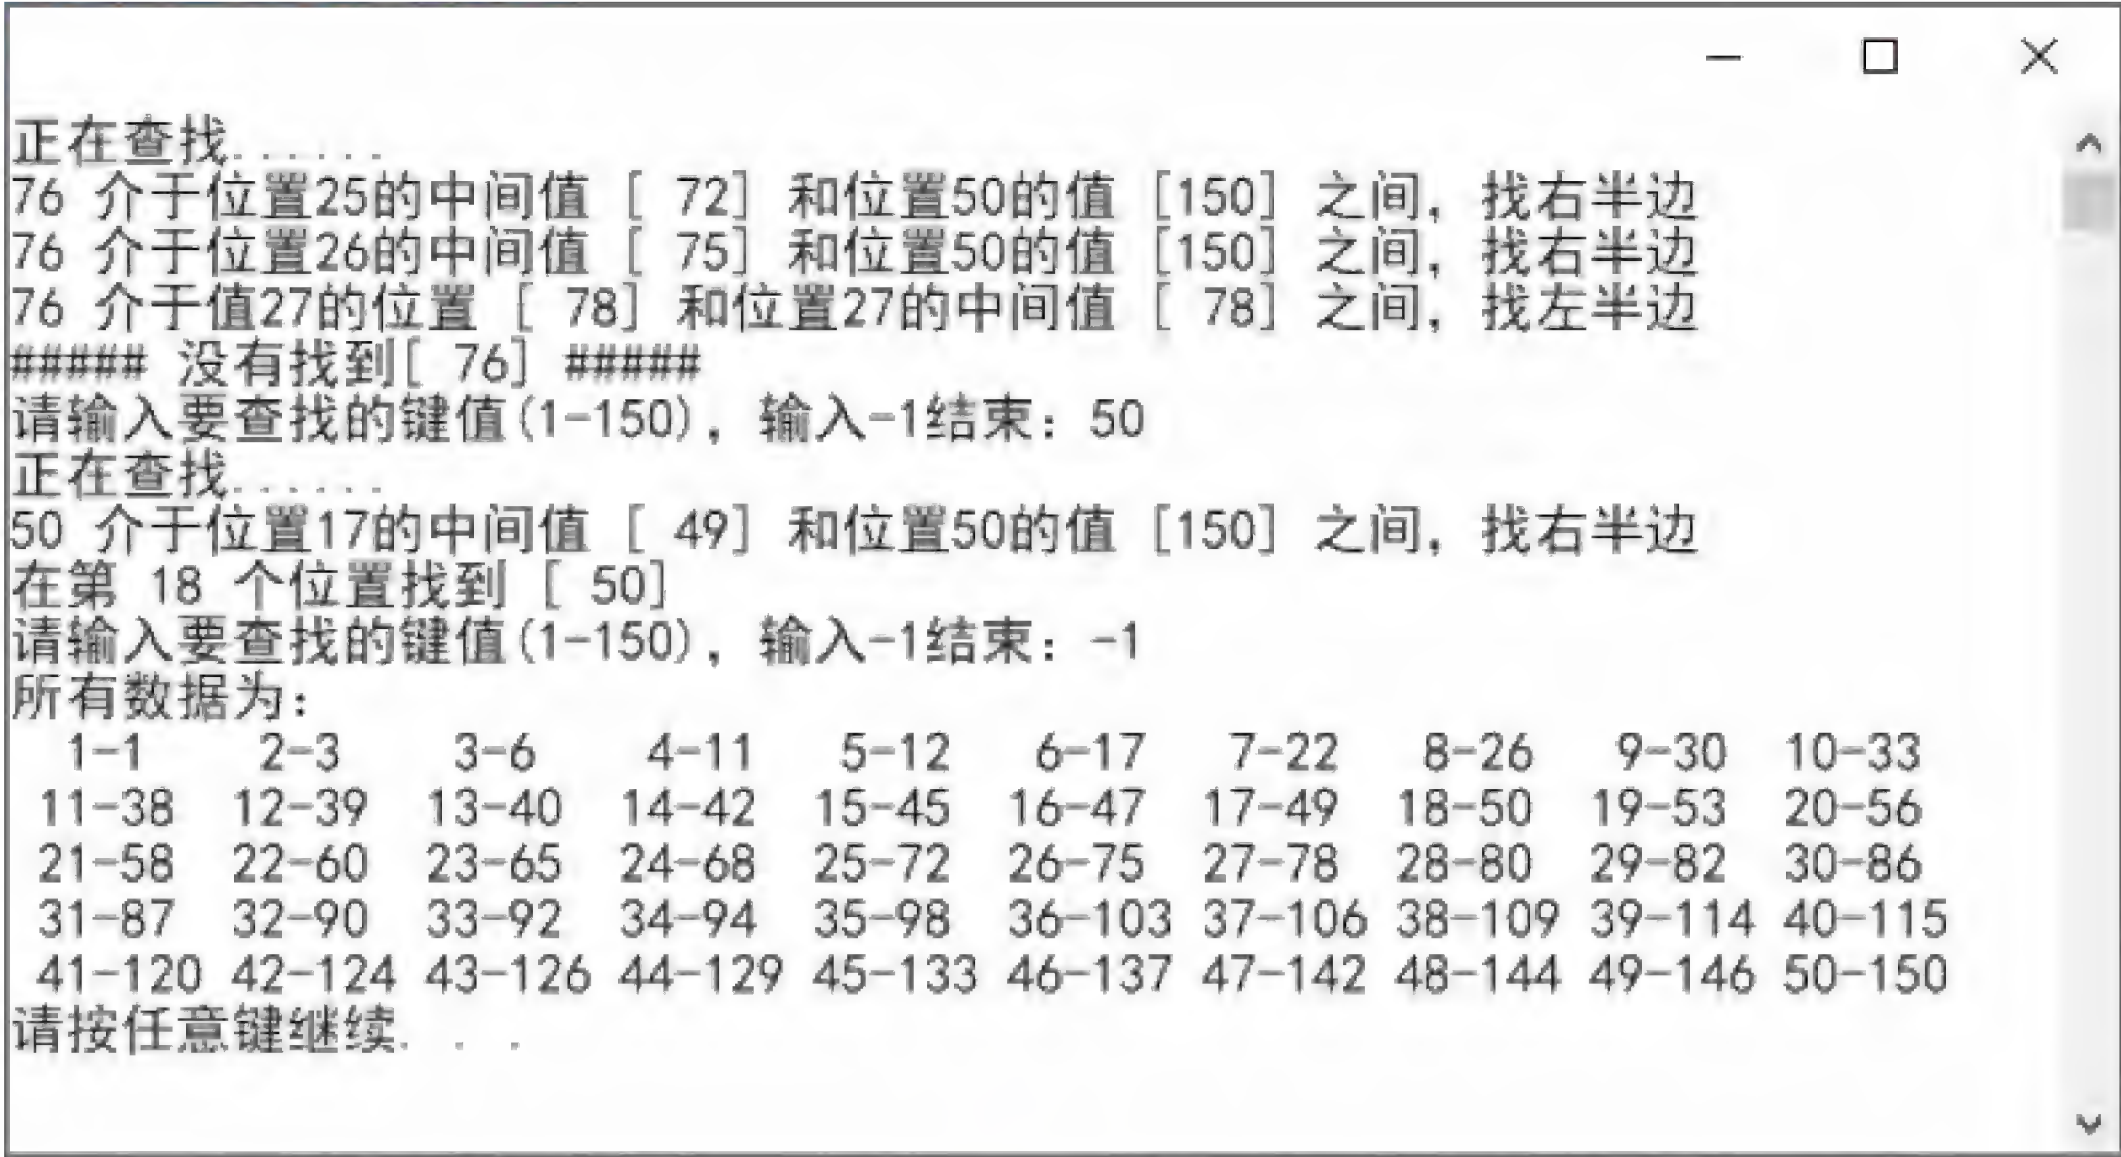 正在查找......
76 介于位置25的中间值 [ 72] 和位置50的值 [150] 之间，找右半边
76 介于位置26的中间值 [ 75] 和位置50的值 [150] 之间，找右半边
76 介于值27的位置 [ 78] 和位置27的中间值 [ 78] 之间，找左半边
##### 没有找到[ 76] #####
请输入要查找的键值(1-150)，输入-1结束：50
正在查找......
50 介于位置17的中间值 [ 49] 和位置50的值 [150] 之间，找右半边
在第 18 个位置找到 [ 50]
请输入要查找的键值(1-150)，输入-1结束：-1
所有数据为：
1-1 2-3 3-6 4-11 5-12 6-17 7-22 8-26 9-30 10-33
11-38 12-39 13-40 14-42 15-45 16-47 17-49 18-50 19-53 20-56
21-58 22-60 23-65 24-68 25-72 26-75 27-78 28-80 29-82 30-86
31-87 32-90 33-92 34-94 35-98 36-103 37-106 38-109 39-114 40-115
41-120 42-124 43-126 44-129 45-133 46-137 47-142 48-144 49-146 50-150
请按任意键继续. . .